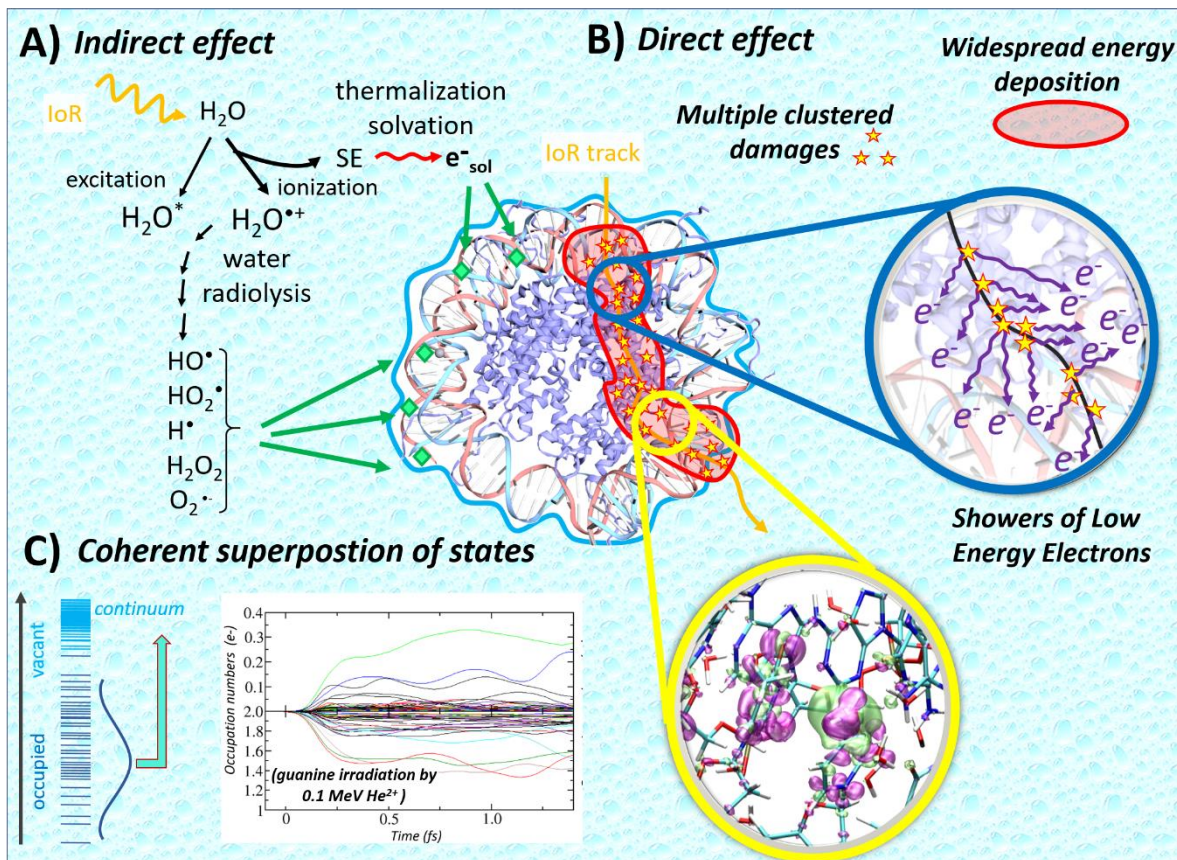 A) Indirect effect
IoR
H₂O
thermalization
solvation
SE
e⁻sol
excitation
ionization
H₂O*
H₂O•+
water
radiolysis
HO•
HO₂•
H•
H₂O₂
O₂•-
B) Direct effect
Widespread energy
deposition
Multiple clustered
damages
IoR track
e-
e-
e-
e-
e-
e-
e-
e-
e-
e-
e-
Showers of Low
Energy Electrons
C) Coherent superpostion of states
continuum
vacant
occupied
Occupation numbers (e-)
0.4
0.3
0.2
0.1
2.0
1.8
1.6
1.4
1
(guanine irradiation by
0.1 MeV He²⁺)
0
0.5
1.0
Time (fs)